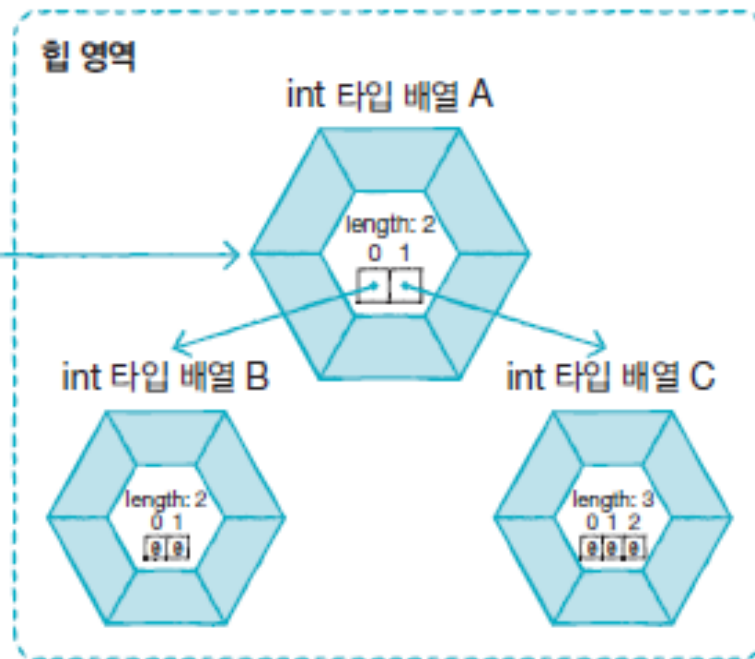 힙 영역
int 타입 배열 A
length: 2
0 1
int 타입 배열 B
int 타입 배열 C
length: 2
0 1
0 0
length: 3
0 1 2
0 0 0